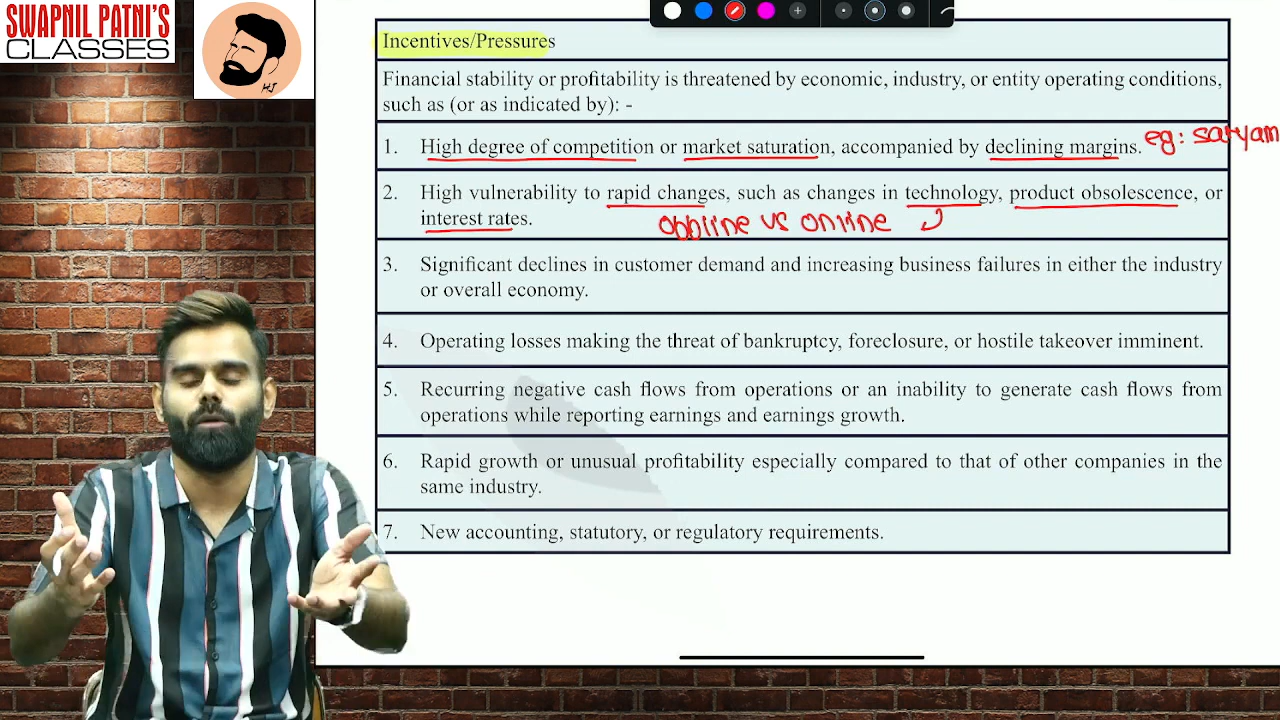 SWAPNIL PATNI'S
CLASSES
Incentives/Pressures
Financial stability or profitability is threatened by economic, industry, or entity operating conditions,
such as (or as indicated by): -
1. High degree of competition or market saturation, accompanied by declining margins. eg: satyam
2. High vulnerability to rapid changes, such as changes in technology, product obsolescence, or
interest rates. offline vs online
3. Significant declines in customer demand and increasing business failures in either the industry
or overall economy.
4. Operating losses making the threat of bankruptcy, foreclosure, or hostile takeover imminent.
5. Recurring negative cash flows from operations or an inability to generate cash flows from
operations while reporting earnings and earnings growth.
6. Rapid growth or unusual profitability especially compared to that of other companies in the
same industry.
7. New accounting, statutory, or regulatory requirements.